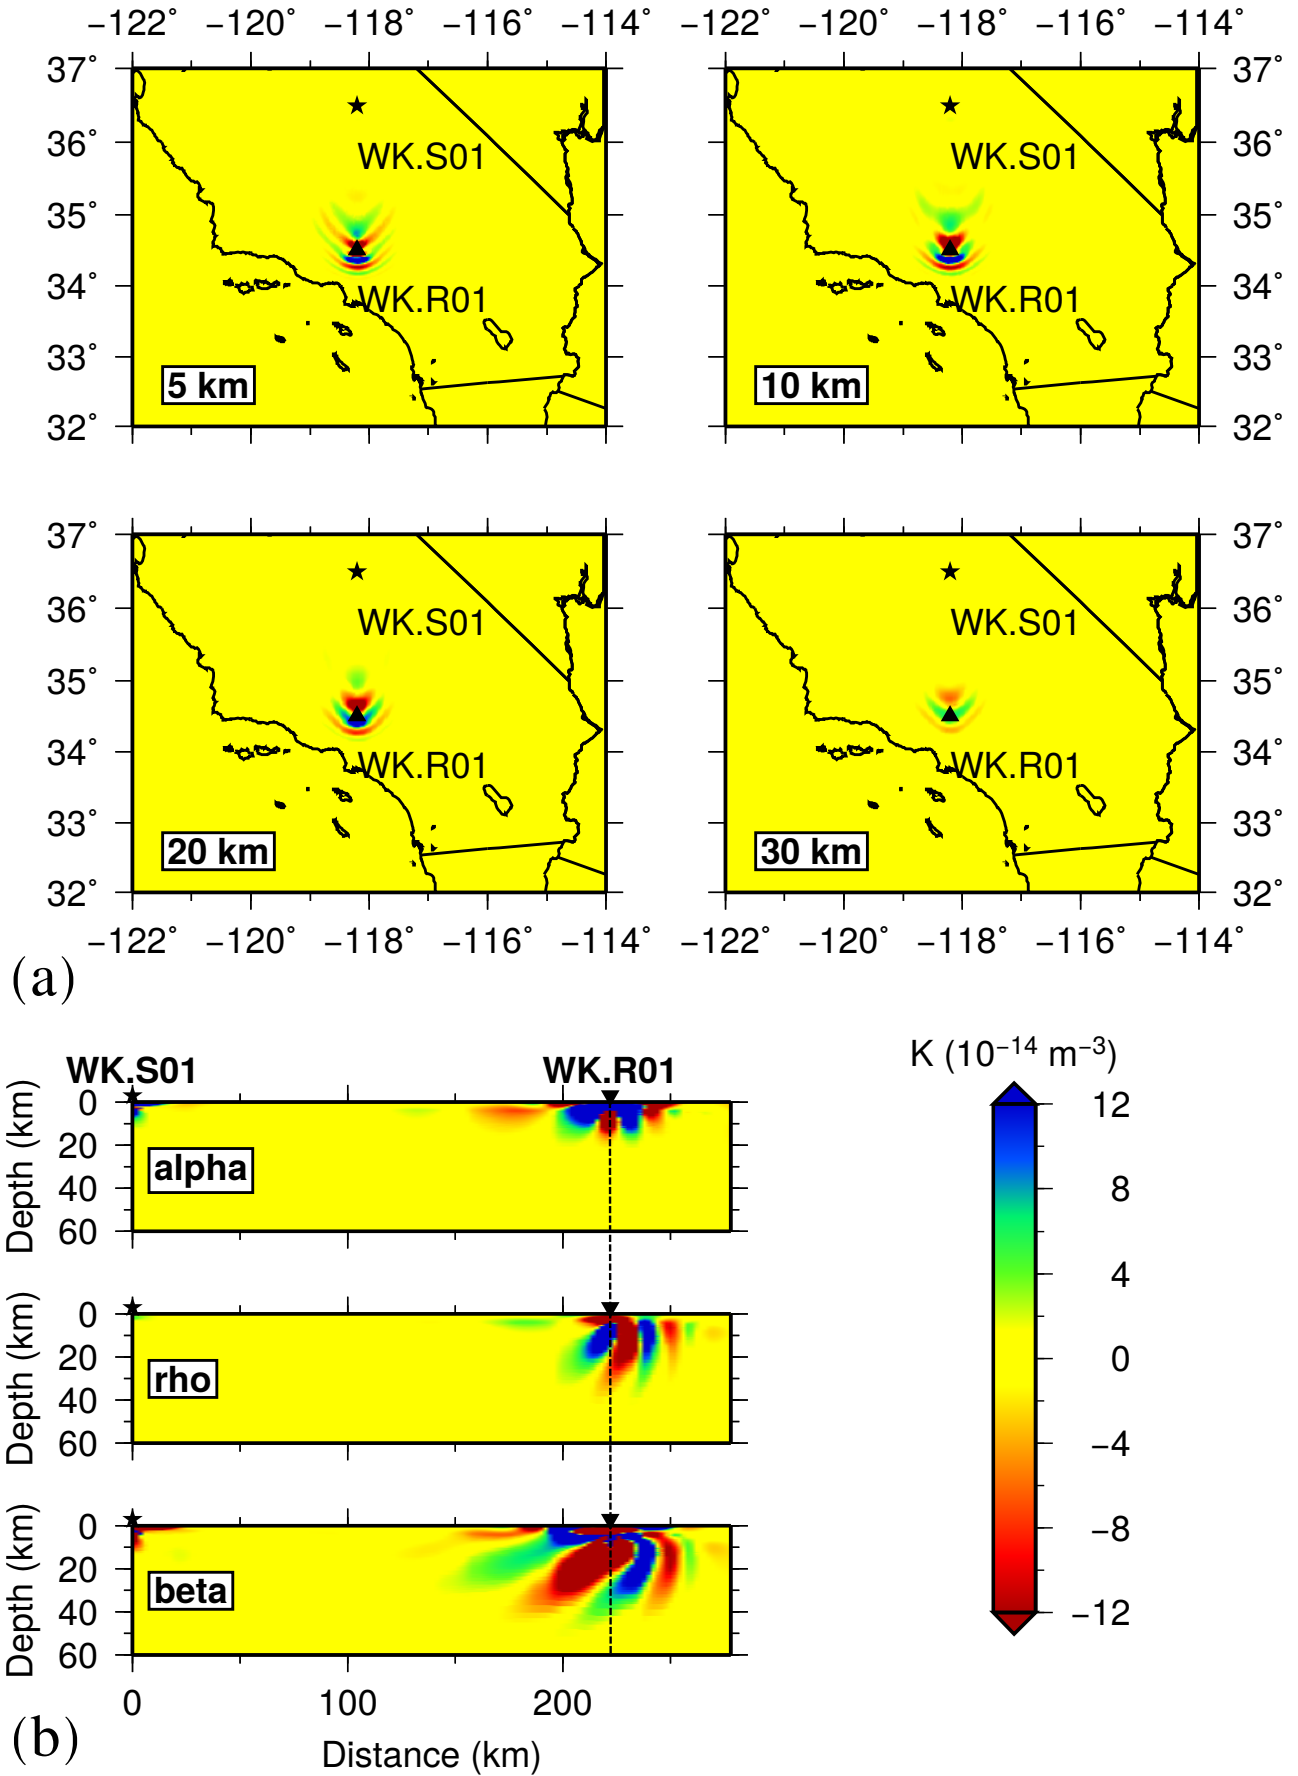 −122° −120° −118° −116° −114° −122° −120° −118° −116° −114°
37° 37°
36° 36°
WK.S01 WK.S01
35° 35°
34° 34°
WK.R01 WK.R01
33° 33°
5 km 10 km
32° 32°
37° 37°
36° 36°
WK.S01 WK.S01
35° 35°
34° 34°
WK.R01 WK.R01
33° 33°
20 km 30 km
32° 32°
−122° −120° −118° −116° −114° −122° −120° −118° −116° −114°
(a)
WK.S01 WK.R01
0
20
40
60
Depth (km)
alpha
0
20
40
60
Depth (km)
rho
0
20
40
60
Depth (km)
beta
0 100 200
Distance (km)
(b)
K (10⁻¹⁴ m⁻³)
12
8
4
0
−4
−8
−12